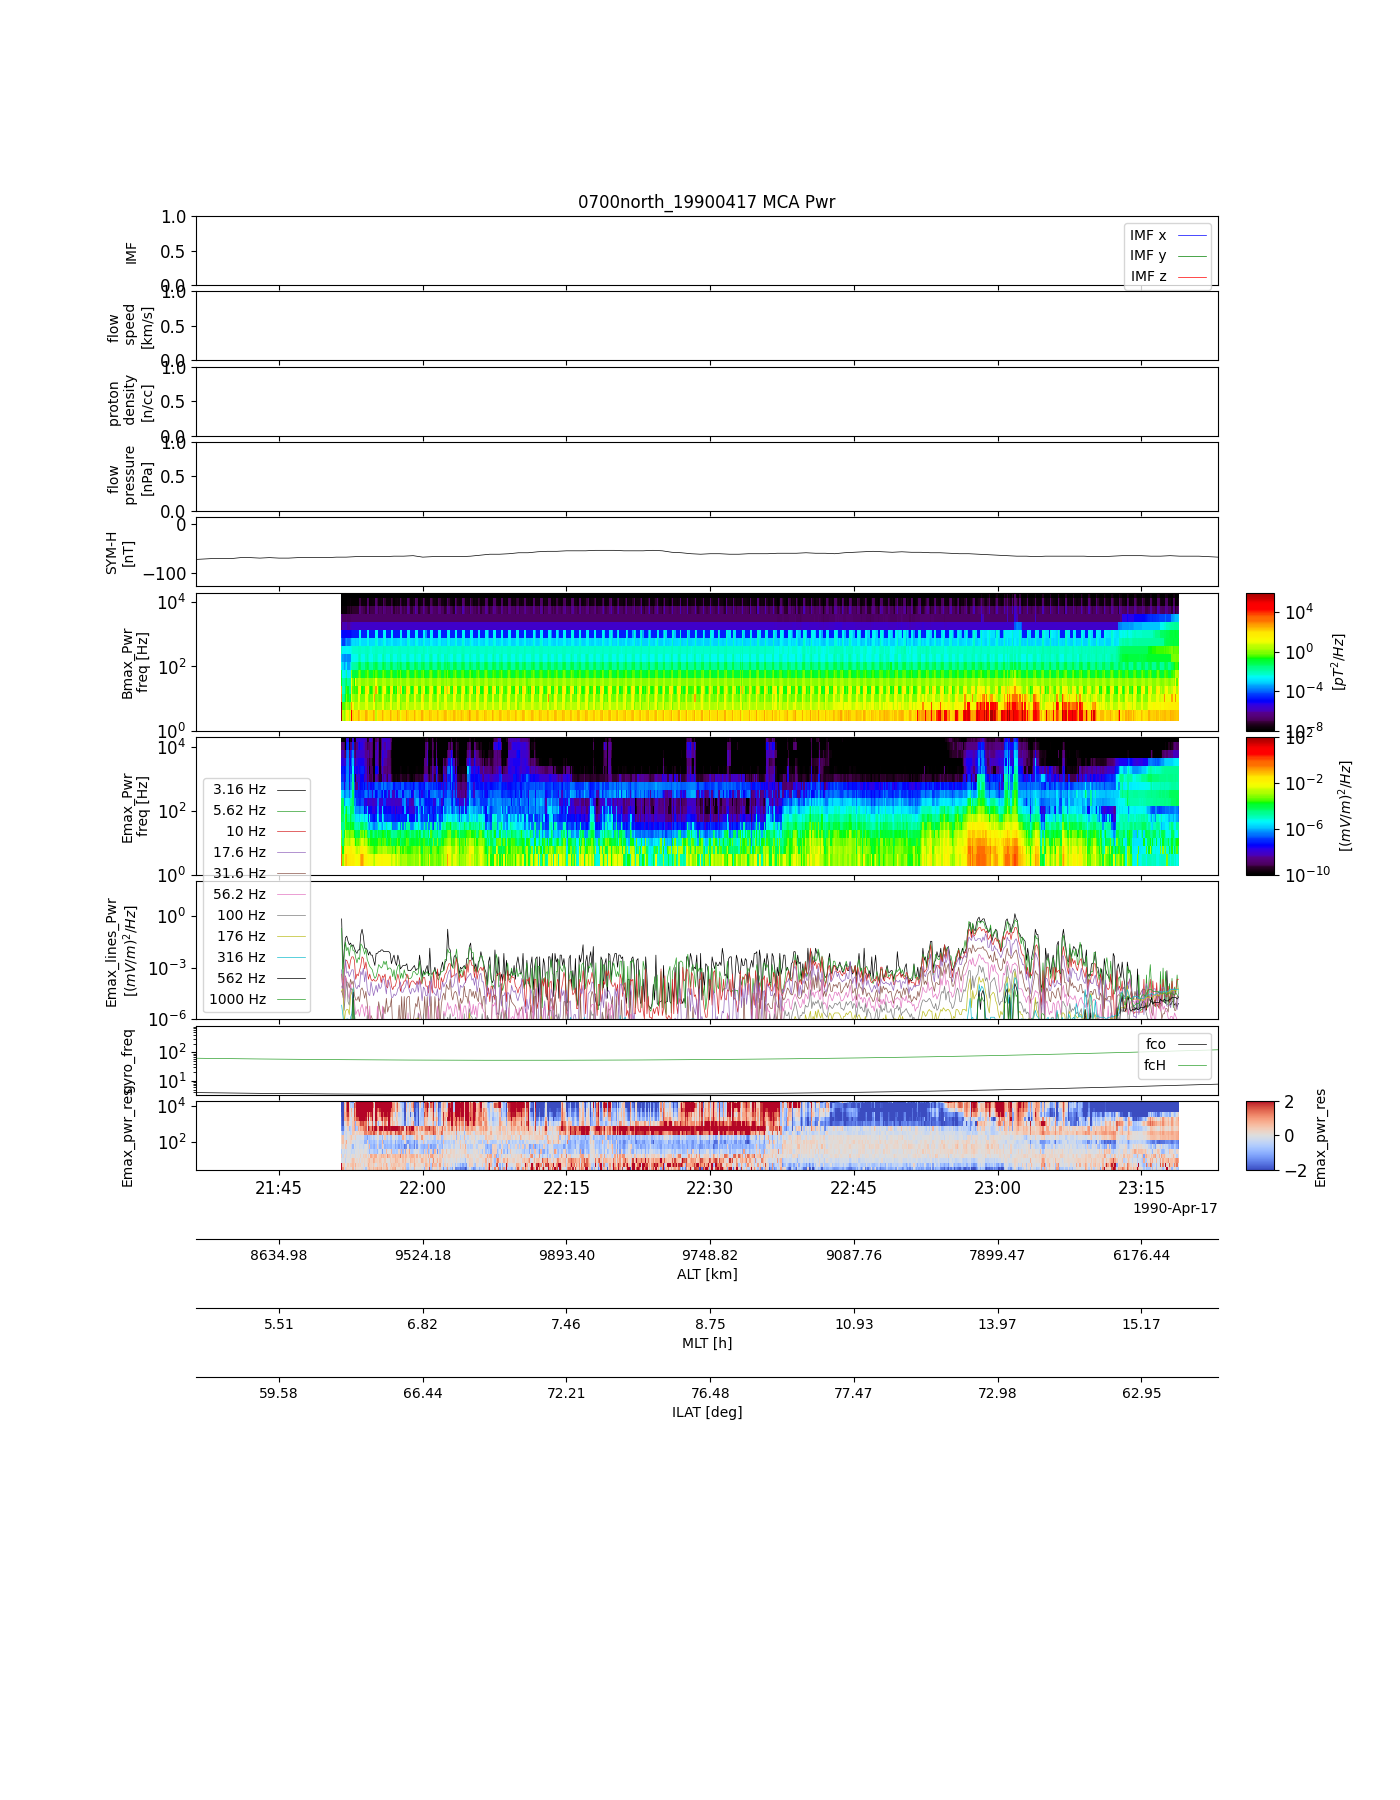 0700north_19900417 MCA Pwr
1.0
0.5
0.0
IMF
IMF x
IMF y
IMF z
1.0
0.5
0.0
flow
speed
[km/s]
1.0
0.5
0.0
proton
density
[n/cc]
1.0
0.5
0.0
flow
pressure
[nPa]
0
−100
SYM-H
[nT]
10^4
10^2
10^0
Bmax_Pwr
freq [Hz]
10^4
10^0
10^-4
10^-8
[pT^2/Hz]
10^4
10^2
10^0
Emax_Pwr
freq [Hz]
10^2
10^-2
10^-6
10^-10
[(mV/m)^2/Hz]
3.16 Hz
5.62 Hz
10 Hz
17.6 Hz
31.6 Hz
56.2 Hz
100 Hz
176 Hz
316 Hz
562 Hz
1000 Hz
10^0
10^-3
10^-6
Emax_lines_Pwr
[(mV/m)^2/Hz]
10^2
10^1
gyro_freq
fco
fcH
10^4
10^2
Emax_pwr_res
2
0
−2
Emax_pwr_res
21:45 22:00 22:15 22:30 22:45 23:00 23:15
1990-Apr-17
8634.98 9524.18 9893.40 9748.82 9087.76 7899.47 6176.44
ALT [km]
5.51 6.82 7.46 8.75 10.93 13.97 15.17
MLT [h]
59.58 66.44 72.21 76.48 77.47 72.98 62.95
ILAT [deg]